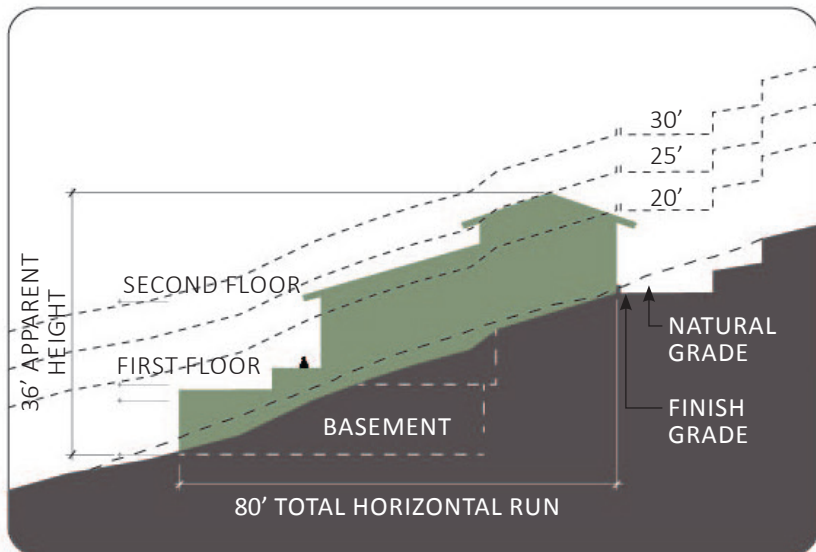 30’
25’
20’
SECOND FLOOR
36’ APPARENT
HEIGHT
FIRST FLOOR
NATURAL
GRADE
FINISH
GRADE
BASEMENT
80’ TOTAL HORIZONTAL RUN